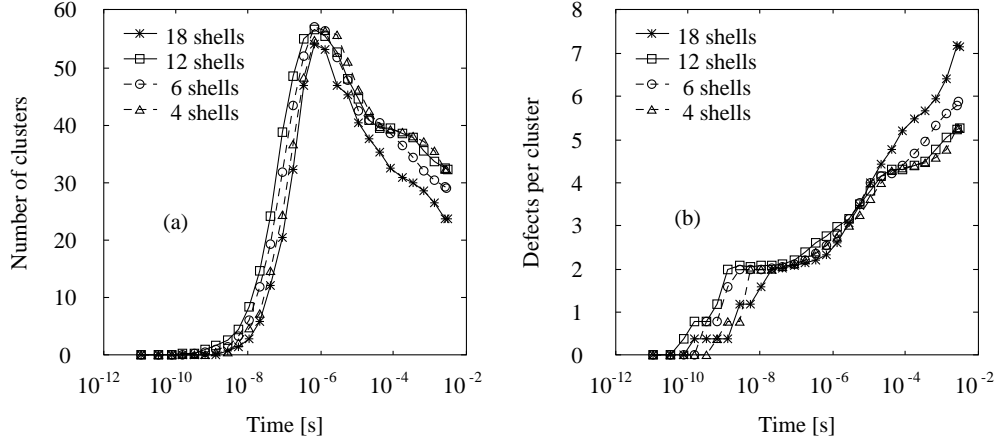 60
50
40
30
20
10
0
Number of clusters
18 shells
12 shells
6 shells
4 shells
(a)
10^-12 10^-10 10^-8 10^-6 10^-4 10^-2
Time [s]
8
7
6
5
4
3
2
1
0
Defects per cluster
18 shells
12 shells
6 shells
4 shells
(b)
10^-12 10^-10 10^-8 10^-6 10^-4 10^-2
Time [s]